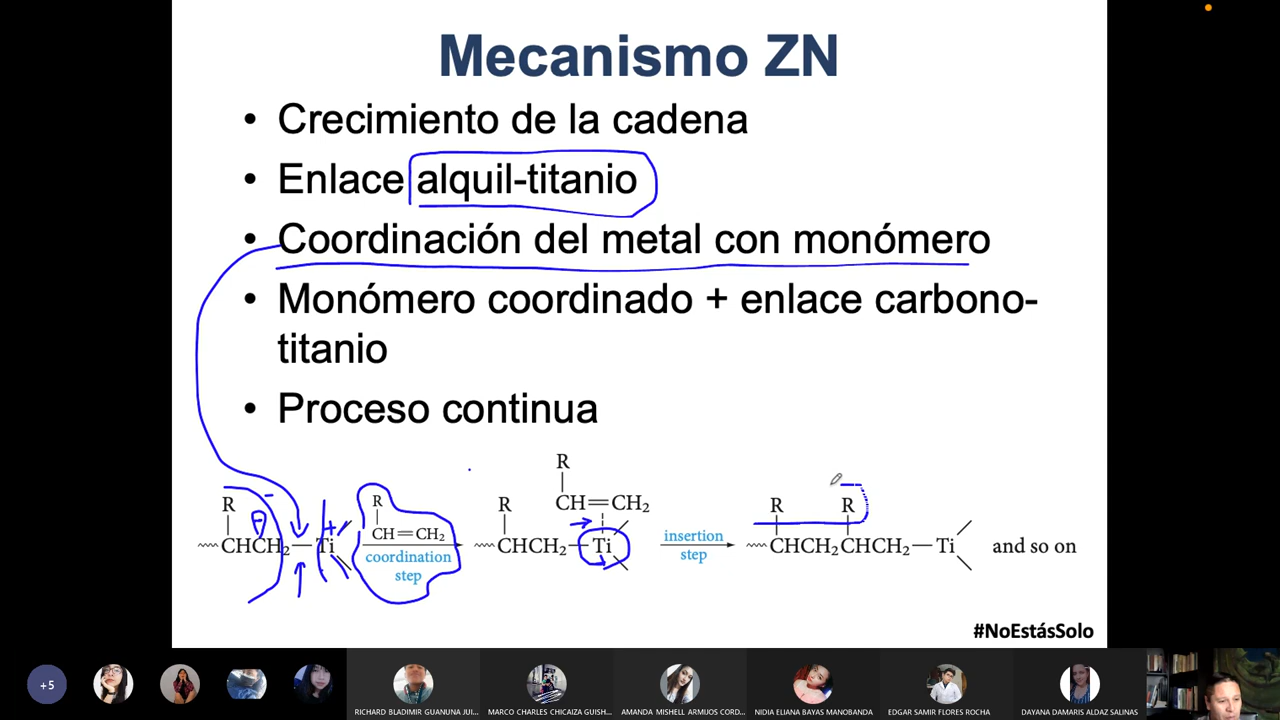 Mecanismo ZN
• Crecimiento de la cadena
• Enlace alquil-titanio
• Coordinación del metal con monómero
• Monómero coordinado + enlace carbono-
titanio
• Proceso continua
R
CHCH₂—Ti
R
CH=CH₂
coordination
step
R
CHCH₂—Ti
R
CH=CH₂
insertion
step
R R
CHCH₂CHCH₂—Ti
and so on
#NoEstásSolo
+5
RICHARD BLADIMIR GUANUNA JUI...
MARCO CHARLES CHICAIZA GUISH...
AMANDA MISHELL ARMIJOS CORD...
NIDIA ELIANA BAYAS MANOBANDA
EDGAR SAMIR FLORES ROCHA
DAYANA DAMARIS ALDAZ SALINAS